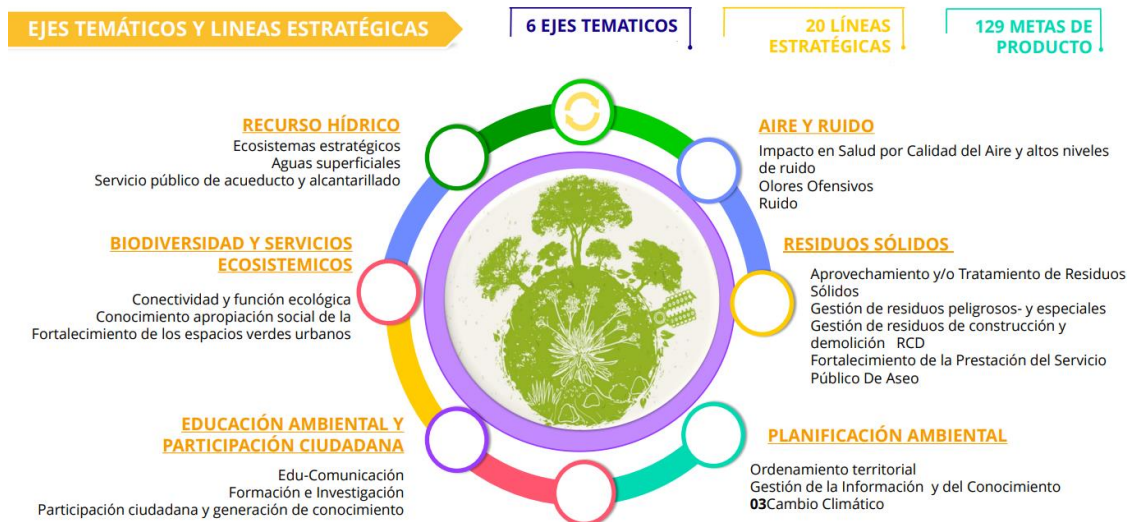 EJES TEMÁTICOS Y LINEAS ESTRATÉGICAS
6 EJES TEMATICOS
20 LÍNEAS
ESTRATÉGICAS
129 METAS DE
PRODUCTO
RECURSO HÍDRICO
Ecosistemas estratégicos
Aguas superficiales
Servicio público de acueducto y alcantarillado
BIODIVERSIDAD Y SERVICIOS
ECOSISTEMICOS
Conectividad y función ecológica
Conocimiento apropiación social de la
Fortalecimiento de los espacios verdes urbanos
EDUCACIÓN AMBIENTAL Y
PARTICIPACIÓN CIUDADANA
Edu-Comunicación
Formación e Investigación
Participación ciudadana y generación de conocimiento
AIRE Y RUIDO
Impacto en Salud por Calidad del Aire y altos niveles
de ruido
Olores Ofensivos
Ruido
RESIDUOS SÓLIDOS
Aprovechamiento y/o Tratamiento de Residuos
Sólidos
Gestión de residuos peligrosos- y especiales
Gestión de residuos de construcción y
demolición RCD
Fortalecimiento de la Prestación del Servicio
Público De Aseo
PLANIFICACIÓN AMBIENTAL
Ordenamiento territorial
Gestión de la Información y del Conocimiento
03Cambio Climático